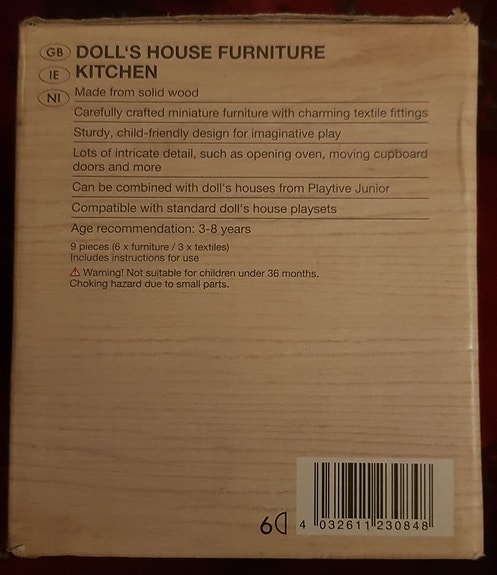 GB DOLL'S HOUSE FURNITURE
IE KITCHEN
NI Made from solid wood
Carefully crafted miniature furniture with charming textile fittings
Sturdy, child-friendly design for imaginative play
Lots of intricate detail, such as opening oven, moving cupboard
doors and more
Can be combined with doll's houses from Playtive Junior
Compatible with standard doll's house playsets
Age recommendation: 3-8 years
9 pieces (6 x furniture / 3 x textiles)
Includes instructions for use
⚠ Warning! Not suitable for children under 36 months.
Choking hazard due to small parts.
4 032611 230848